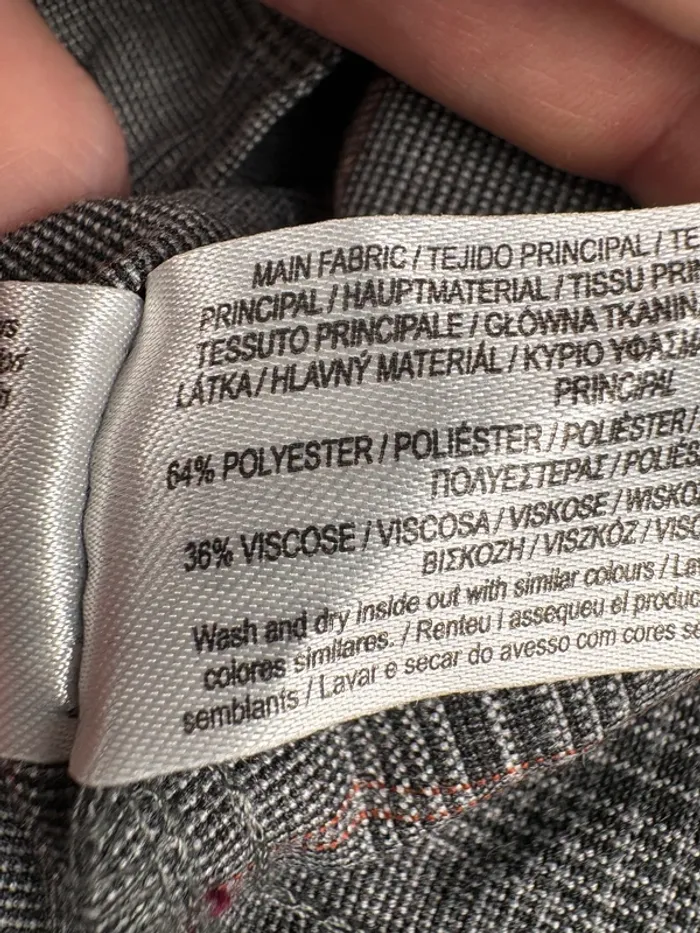 MAIN FABRIC / TEJIDO PRINCIPAL /
PRINCIPAL / HAUPTMATERIAL / TISSU
TESSUTO PRINCIPALE / GŁÓWNA
LÁTKA / HLAVNÝ MATERIÁL / ΚΥΡΙΟ
PRINCIPAL
64% POLYESTER / POLIÉSTER / POLIÉSTER /
ΠΟΛΥΕΣΤΕΡΑΣ /
36% VISCOSE / VISCOSA / VISKOSE /
ΒΙΣΚΟΖΗ / VISZKÓZ /
Wash and dry inside out with similar colours /
colores similares. / Renteu i assequeu el
semblants / Lavar e secar do avesso com cores